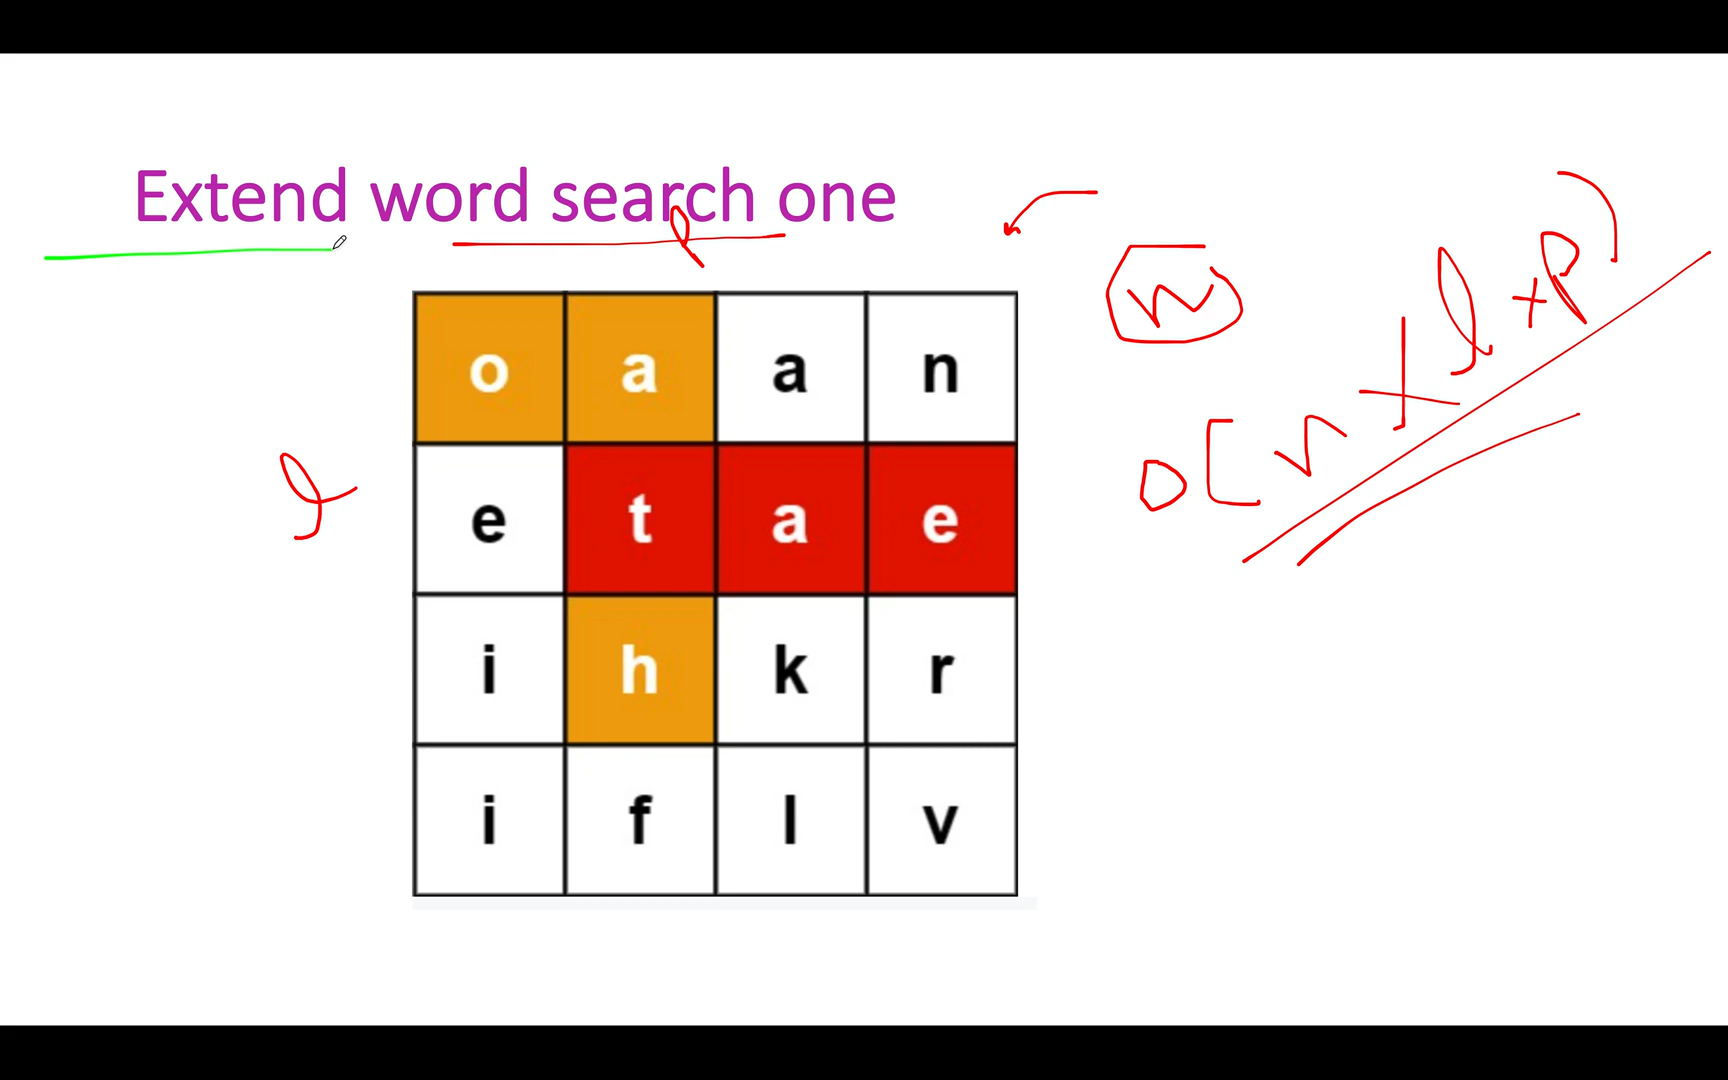 Extend word search one
p
n
o a a n
e t a e
l
i h k r
i f l v
O(n x l x p)